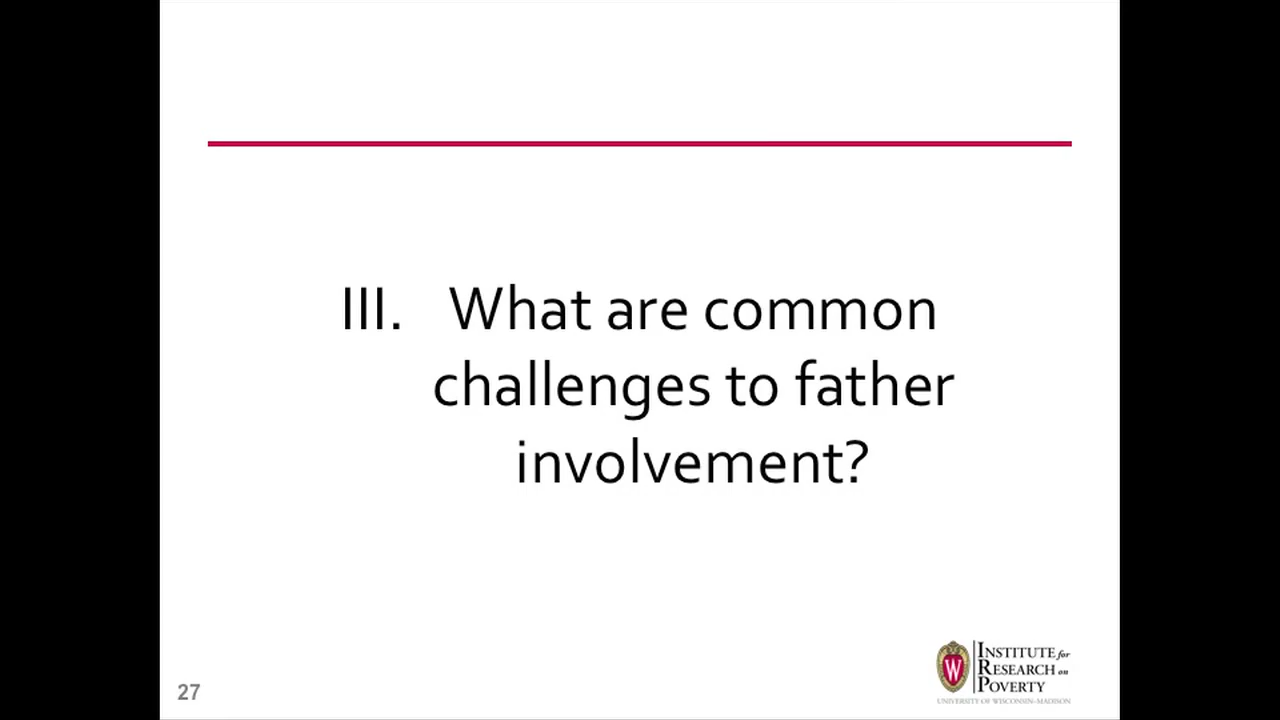 III. What are common
challenges to father
involvement?
27
W
INSTITUTE for
RESEARCH on
POVERTY
UNIVERSITY OF WISCONSIN–MADISON